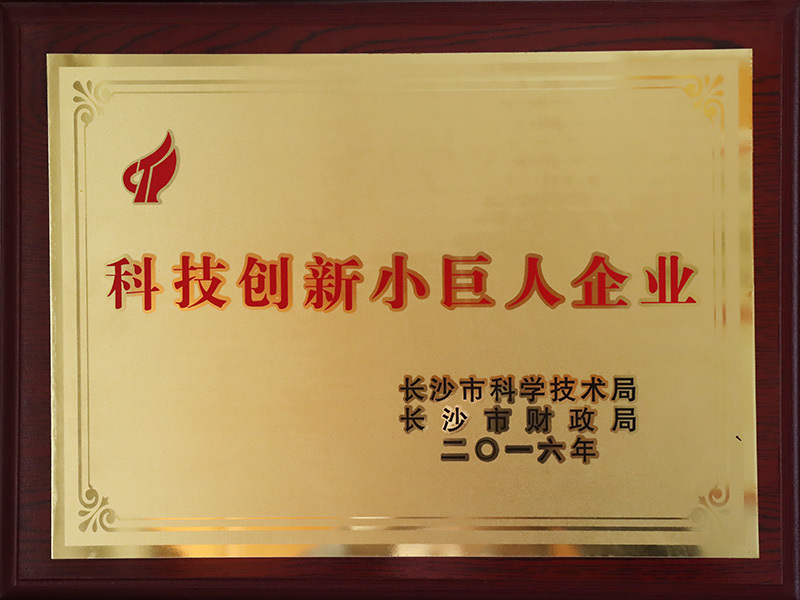 科技创新小巨人企业
长沙市科学技术局
长沙市财政局
二〇一六年